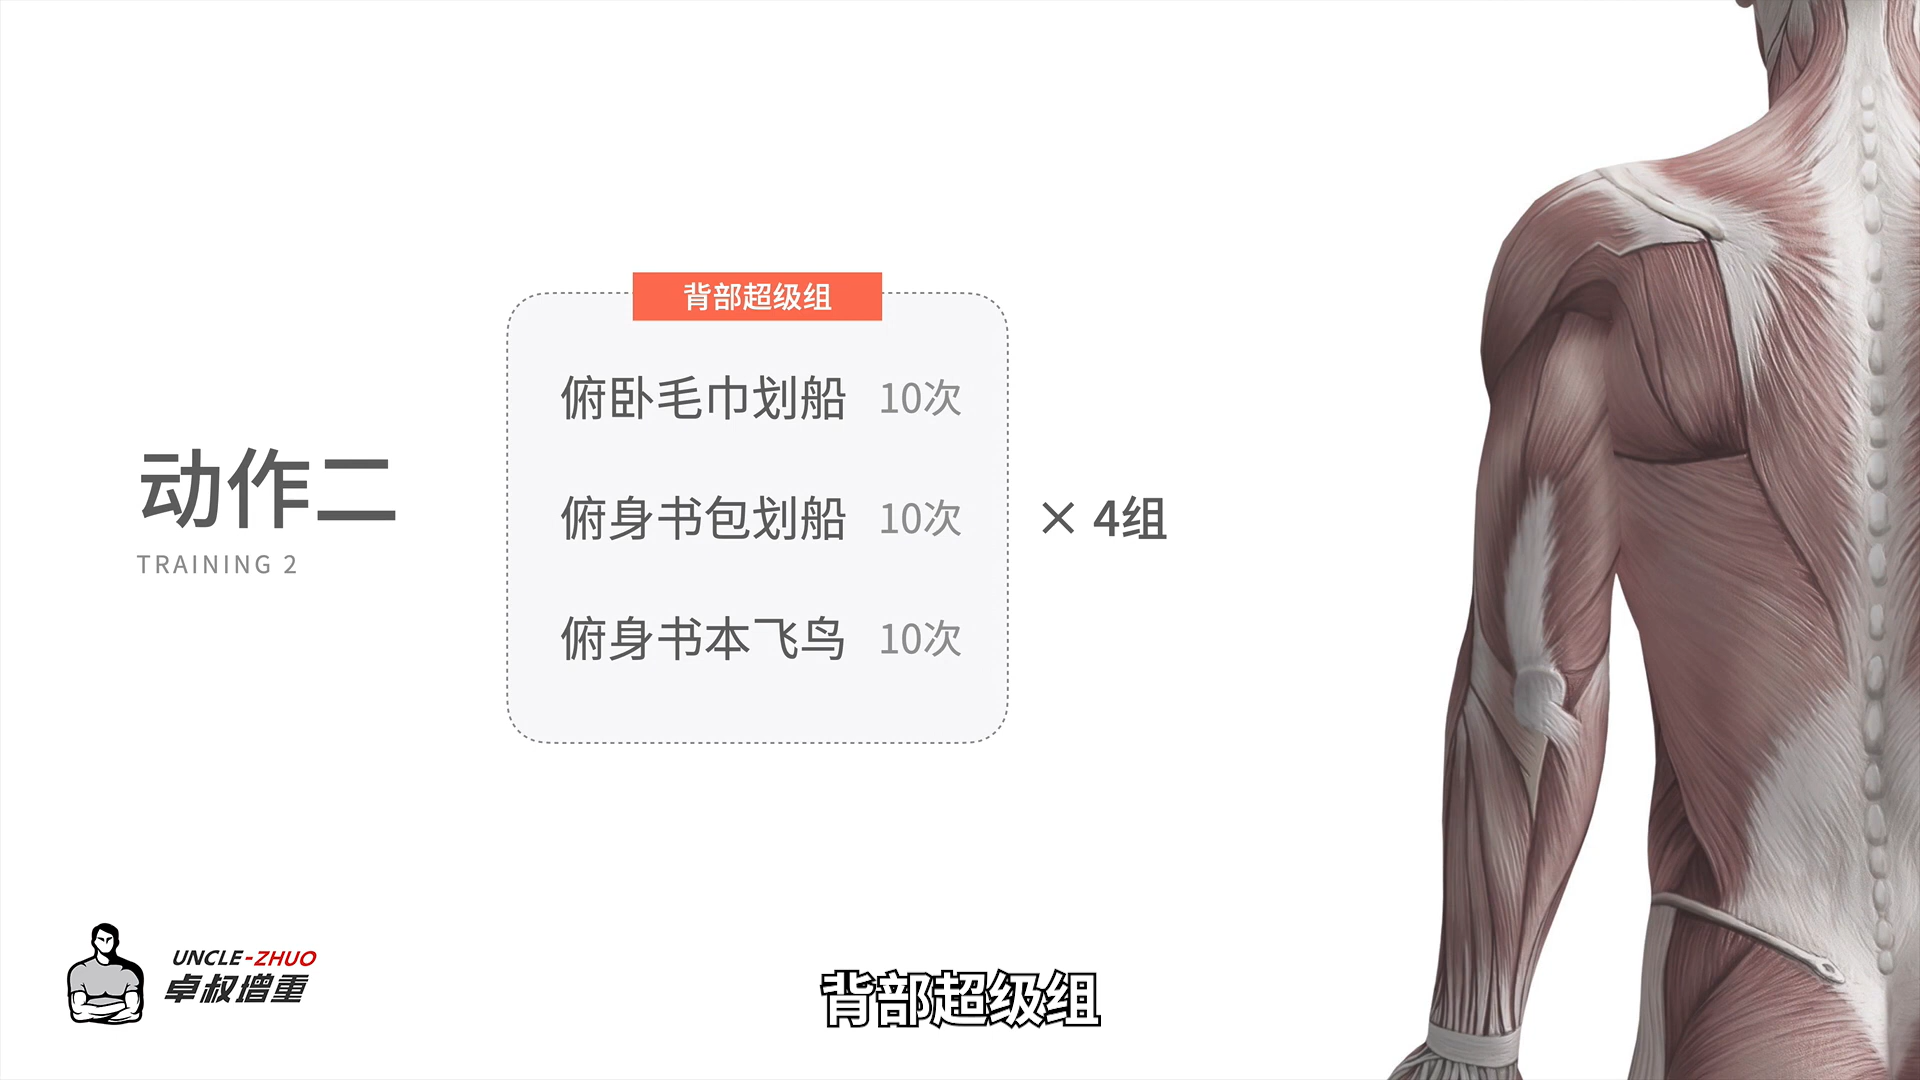 动作二
TRAINING 2
背部超级组
俯卧毛巾划船 10次
俯身书包划船 10次
俯身书本飞鸟 10次
× 4组
UNCLE-ZHUO
卓叔增重
背部超级组